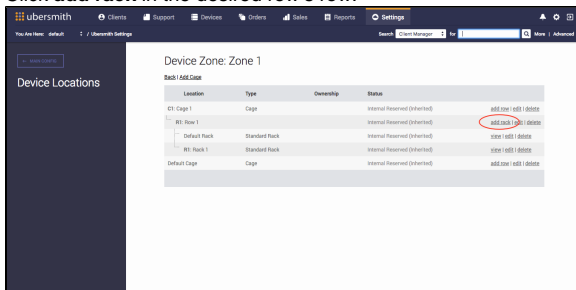 Click add rack in the desired row's row.
ubersmith Clients Support Devices Orders Sales Reports Settings
You Are Here: default / Ubersmith Settings Search Client Manager for More | Advanced
Device Locations
Device Zone: Zone 1
Back | Add Cage
Location Type Ownership Status
C1: Cage 1 Cage Internal Reserved (Inherited) add row | edit | delete
R1: Row 1 Internal Reserved (Inherited) add rack | edit | delete
Default Rack Standard Rack Internal Reserved (Inherited) view | edit | delete
R1: Rack 1 Standard Rack Internal Reserved (Inherited) view | edit | delete
Default Cage Cage Internal Reserved (Inherited) add row | edit | delete